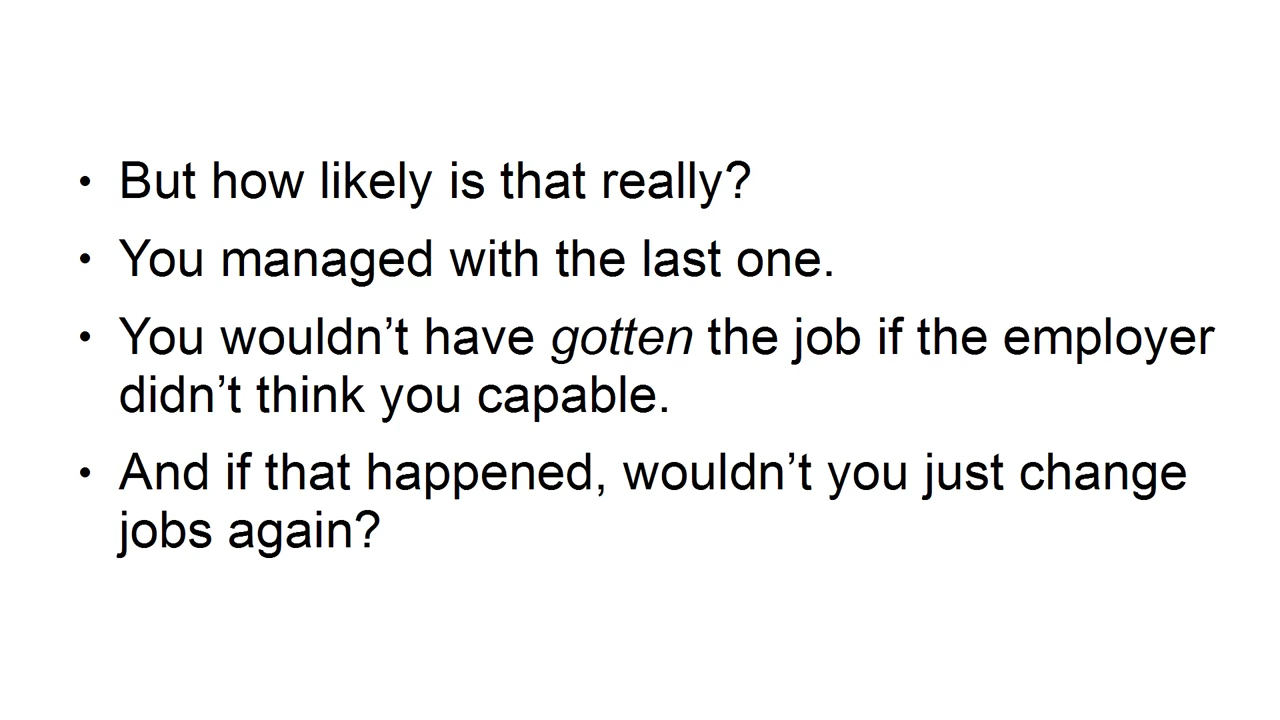 • But how likely is that really?
• You managed with the last one.
• You wouldn’t have gotten the job if the employer
didn’t think you capable.
• And if that happened, wouldn’t you just change
jobs again?